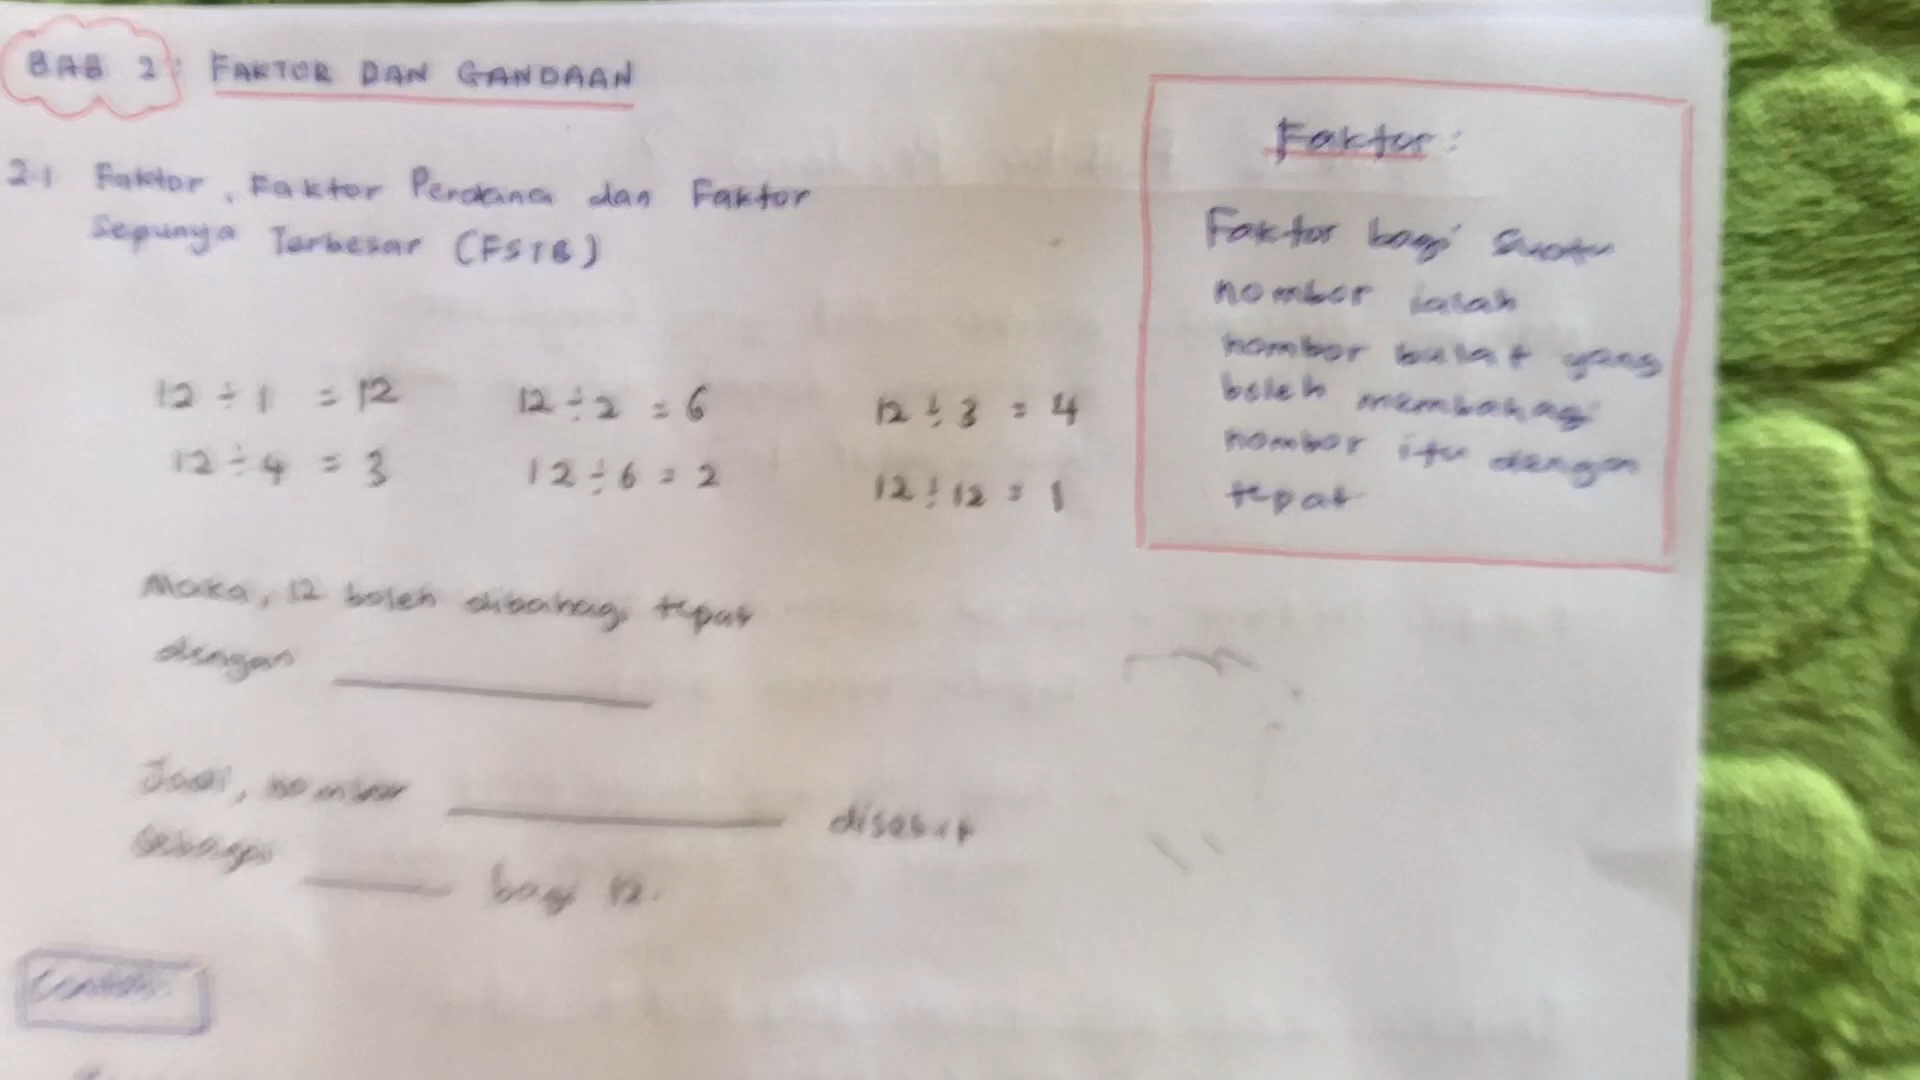 BAB 2 : FAKTOR DAN GANDAAN
2.1 Faktor, Faktor Perdana dan Faktor
Sepunya Terbesar (FSTB)
12 ÷ 1 = 12 12 ÷ 2 = 6 12 ÷ 3 = 4
12 ÷ 4 = 3 12 ÷ 6 = 2 12 ÷ 12 = 1
Maka, 12 boleh dibahagi tepat
dengan
Jadi, nombor disebut
sebagai bagi 12.
Contoh
Faktor :
Faktor bagi suatu
nombor ialah
nombor bulat yang
boleh membahagi
nombor itu dengan
tepat